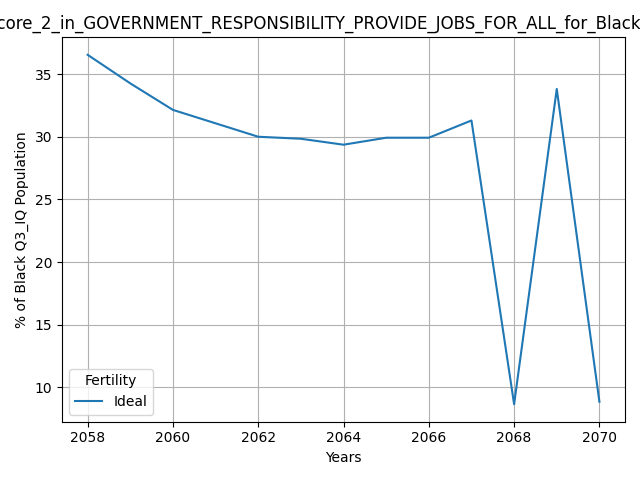 core_2_in_GOVERNMENT_RESPONSIBILITY_PROVIDE_JOBS_FOR_ALL_for_Black
35
30
25
20
15
10
% of Black Q3_IQ Population
Fertility
Ideal
2058 2060 2062 2064 2066 2068 2070
Years